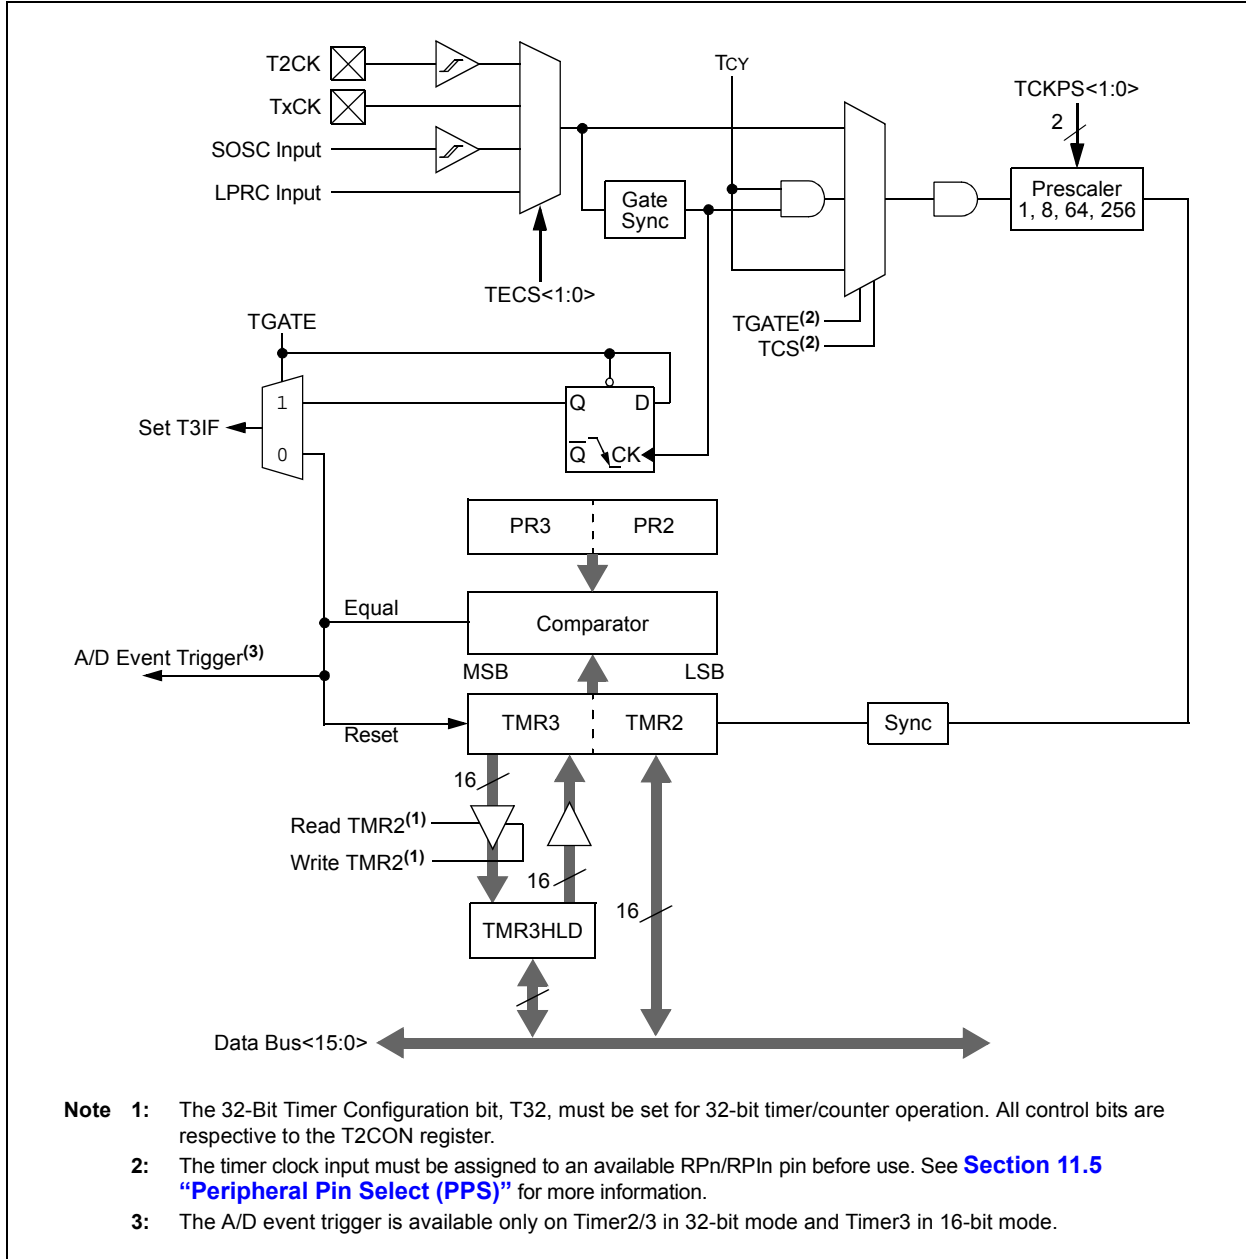 T2CK
TxCK
SOSC Input
LPRC Input
TECS<1:0>
Gate
Sync
TCY
TGATE(2)
TCS(2)
TCKPS<1:0>
2
Prescaler
1, 8, 64, 256
TGATE
1
0
Set T3IF
Q
D
Q
CK
PR3
PR2
Equal
Comparator
A/D Event Trigger(3)
MSB
LSB
Reset
TMR3
TMR2
Sync
16
Read TMR2(1)
Write TMR2(1)
16
16
TMR3HLD
Data Bus<15:0>
Note 1: The 32-Bit Timer Configuration bit, T32, must be set for 32-bit timer/counter operation. All control bits are
respective to the T2CON register.
2: The timer clock input must be assigned to an available RPn/RPIn pin before use. See Section 11.5
“Peripheral Pin Select (PPS)” for more information.
3: The A/D event trigger is available only on Timer2/3 in 32-bit mode and Timer3 in 16-bit mode.